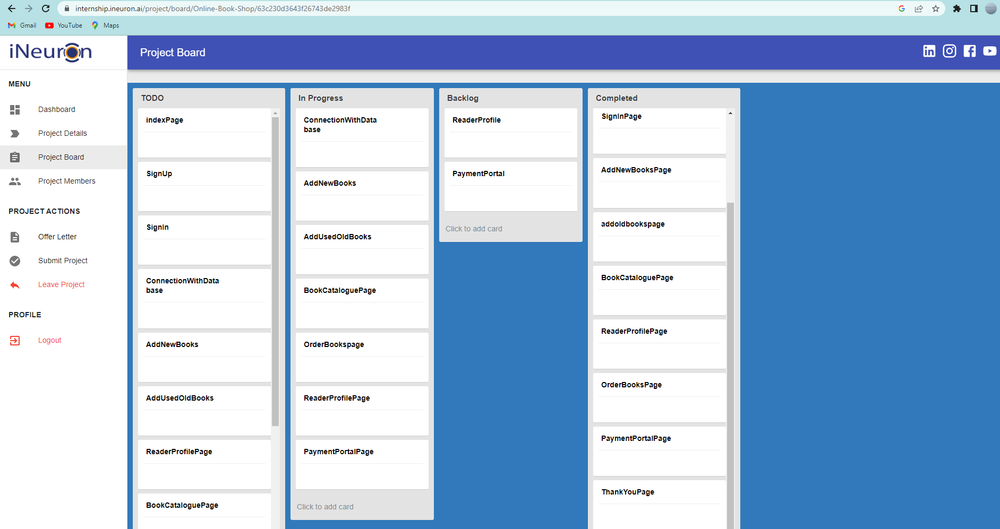 internship.ineuron.ai/project/board/Online-Book-Shop/63c230d3643f26743de2983f
Gmail
YouTube
Maps
iNeuron
Project Board
MENU
Dashboard
Project Details
Project Board
Project Members
PROJECT ACTIONS
Offer Letter
Submit Project
Leave Project
PROFILE
Logout
TODO
indexPage
SignUp
SignIn
ConnectionWithData
base
AddNewBooks
AddUsedOldBooks
ReaderProfilePage
BookCataloguePage
In Progress
ConnectionWithData
base
AddNewBooks
AddUsedOldBooks
BookCataloguePage
OrderBookspage
ReaderProfilePage
PaymentPortalPage
Click to add card
Backlog
ReaderProfile
PaymentPortal
Click to add card
Completed
SignInPage
AddNewBooksPage
addoldbookspage
BookCataloguePage
ReaderProfilePage
OrderBooksPage
PaymentPortalPage
ThankYouPage